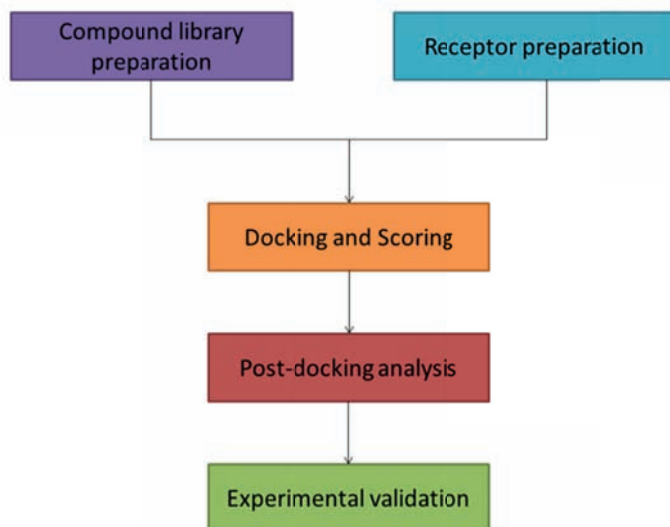 Compound library
preparation
Receptor preparation
Docking and Scoring
Post-docking analysis
Experimental validation